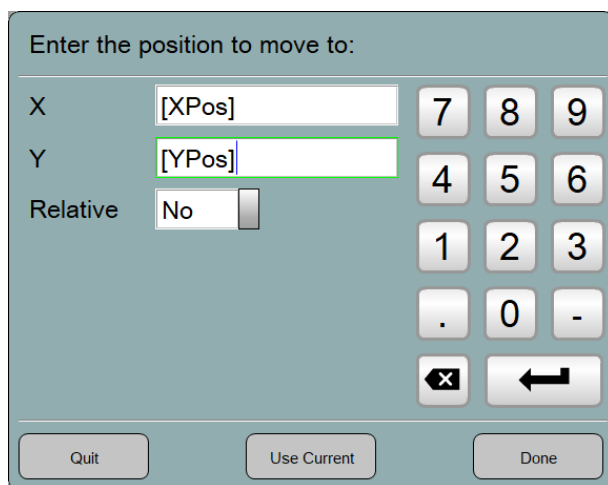 Enter the position to move to:
X [XPos] 7 8 9
Y [YPos] 4 5 6
Relative No
1 2 3
. 0 -
Quit Use Current Done